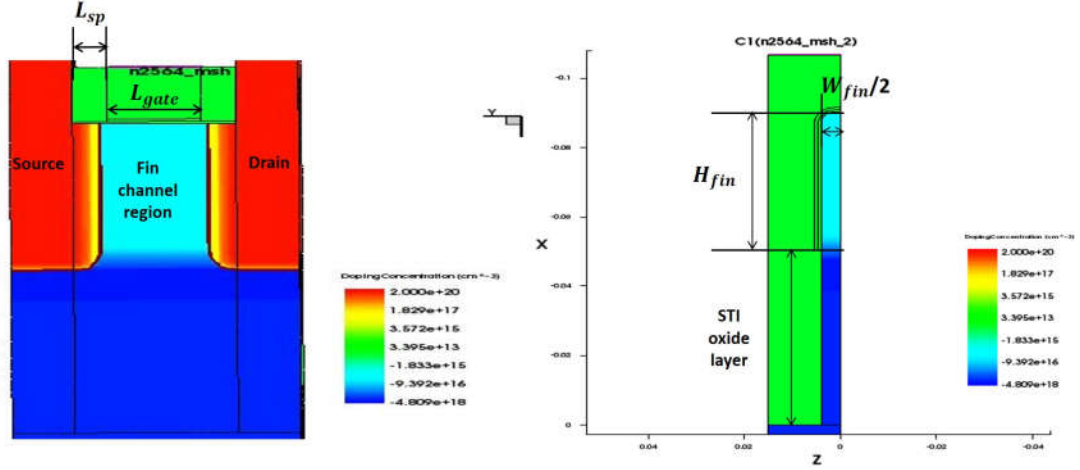 L_sp
n2564_msh
L_gate
Source
Fin
channel
region
Drain
DopingConcentration (cm^-3)
2.000e+20
1.829e+17
3.572e+15
3.395e+13
-1.833e+15
-9.392e+16
-4.809e+18
Y
C1(n2564_msh_2)
W_fin/2
H_fin
STI
oxide
layer
X
-0.1
-0.08
-0.06
-0.04
-0.02
0
0.04
0.02
0
-0.02
-0.04
Z
DopingConcentration (cm^-3)
2.000e+20
1.829e+17
3.572e+15
3.395e+13
-1.833e+15
-9.392e+16
-4.809e+18